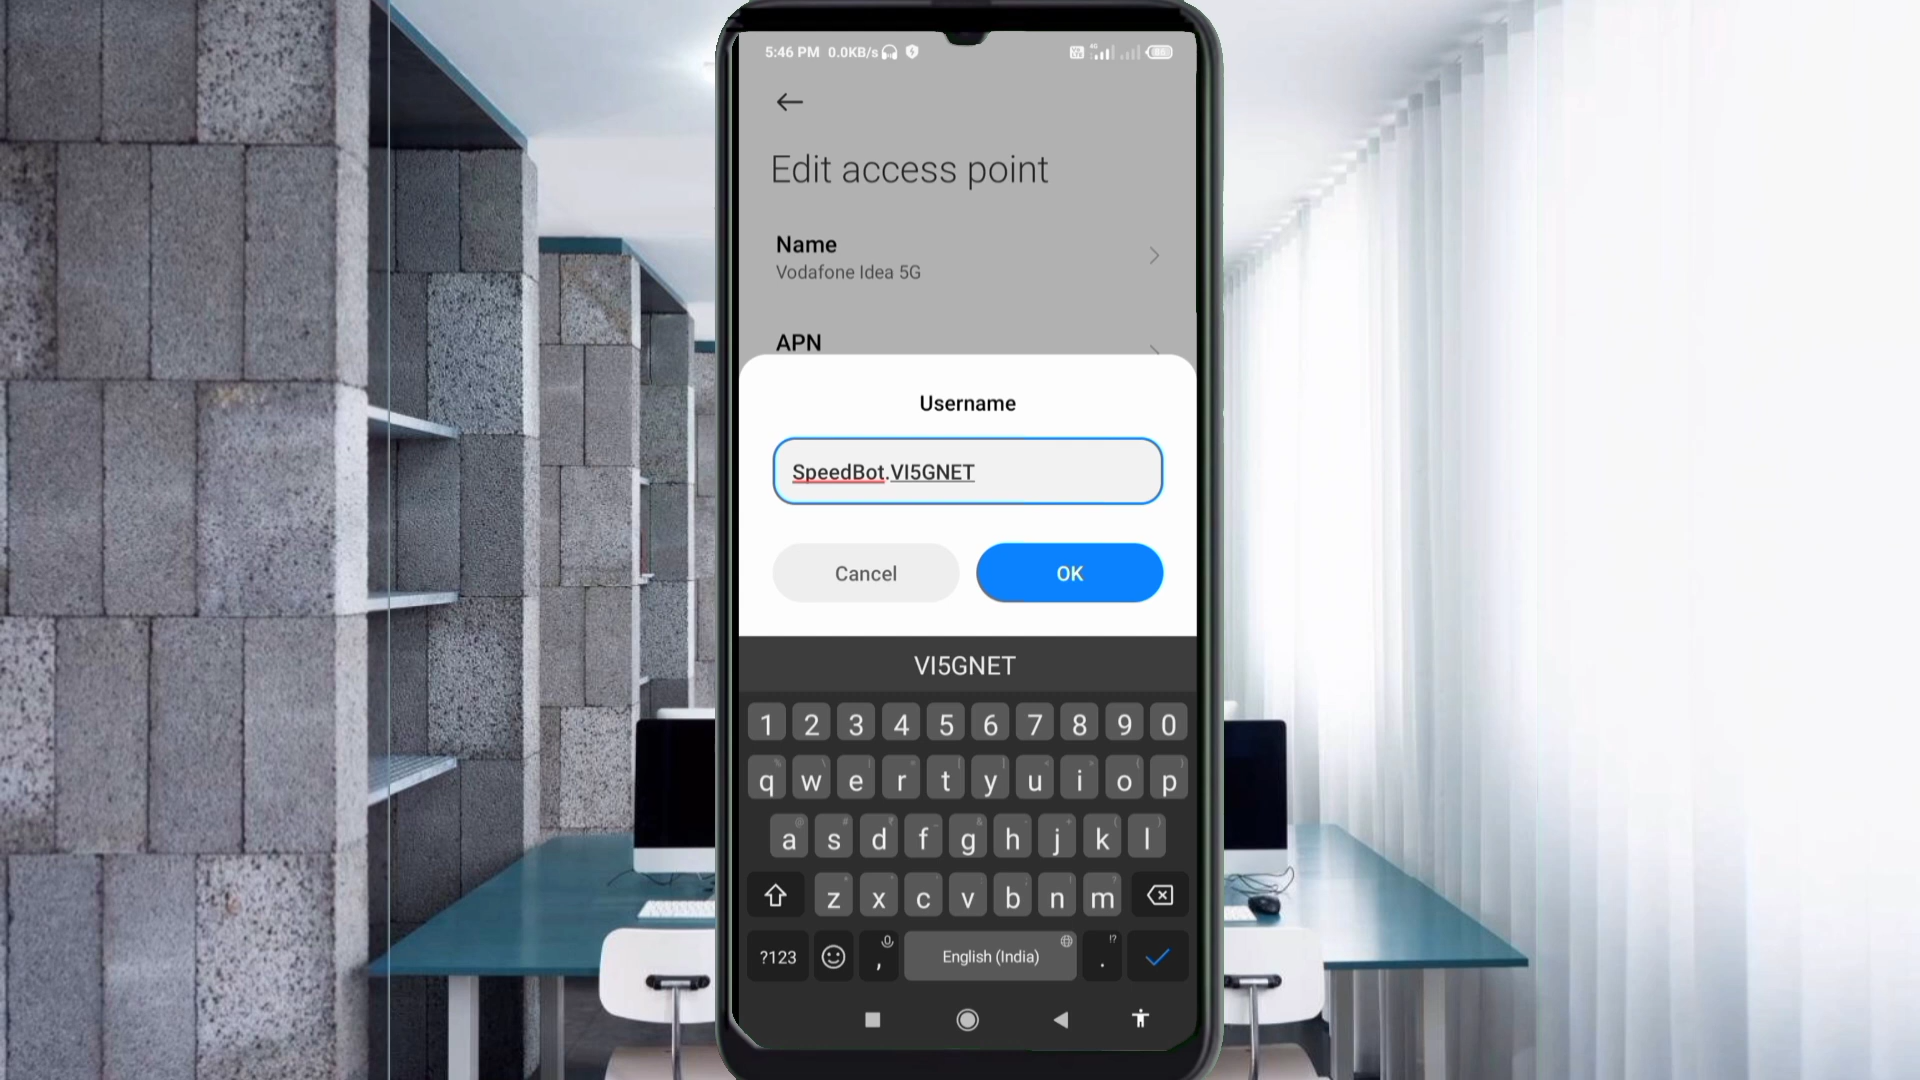 5:46 PM 0.0KB/s
Edit access point
Name
Vodafone Idea 5G
APN
Username
SpeedBot.VI5GNET
Cancel OK
VI5GNET
1 2 3 4 5 6 7 8 9 0
q w e r t y u i o p
a s d f g h j k l
z x c v b n m
?123 , English (India) .